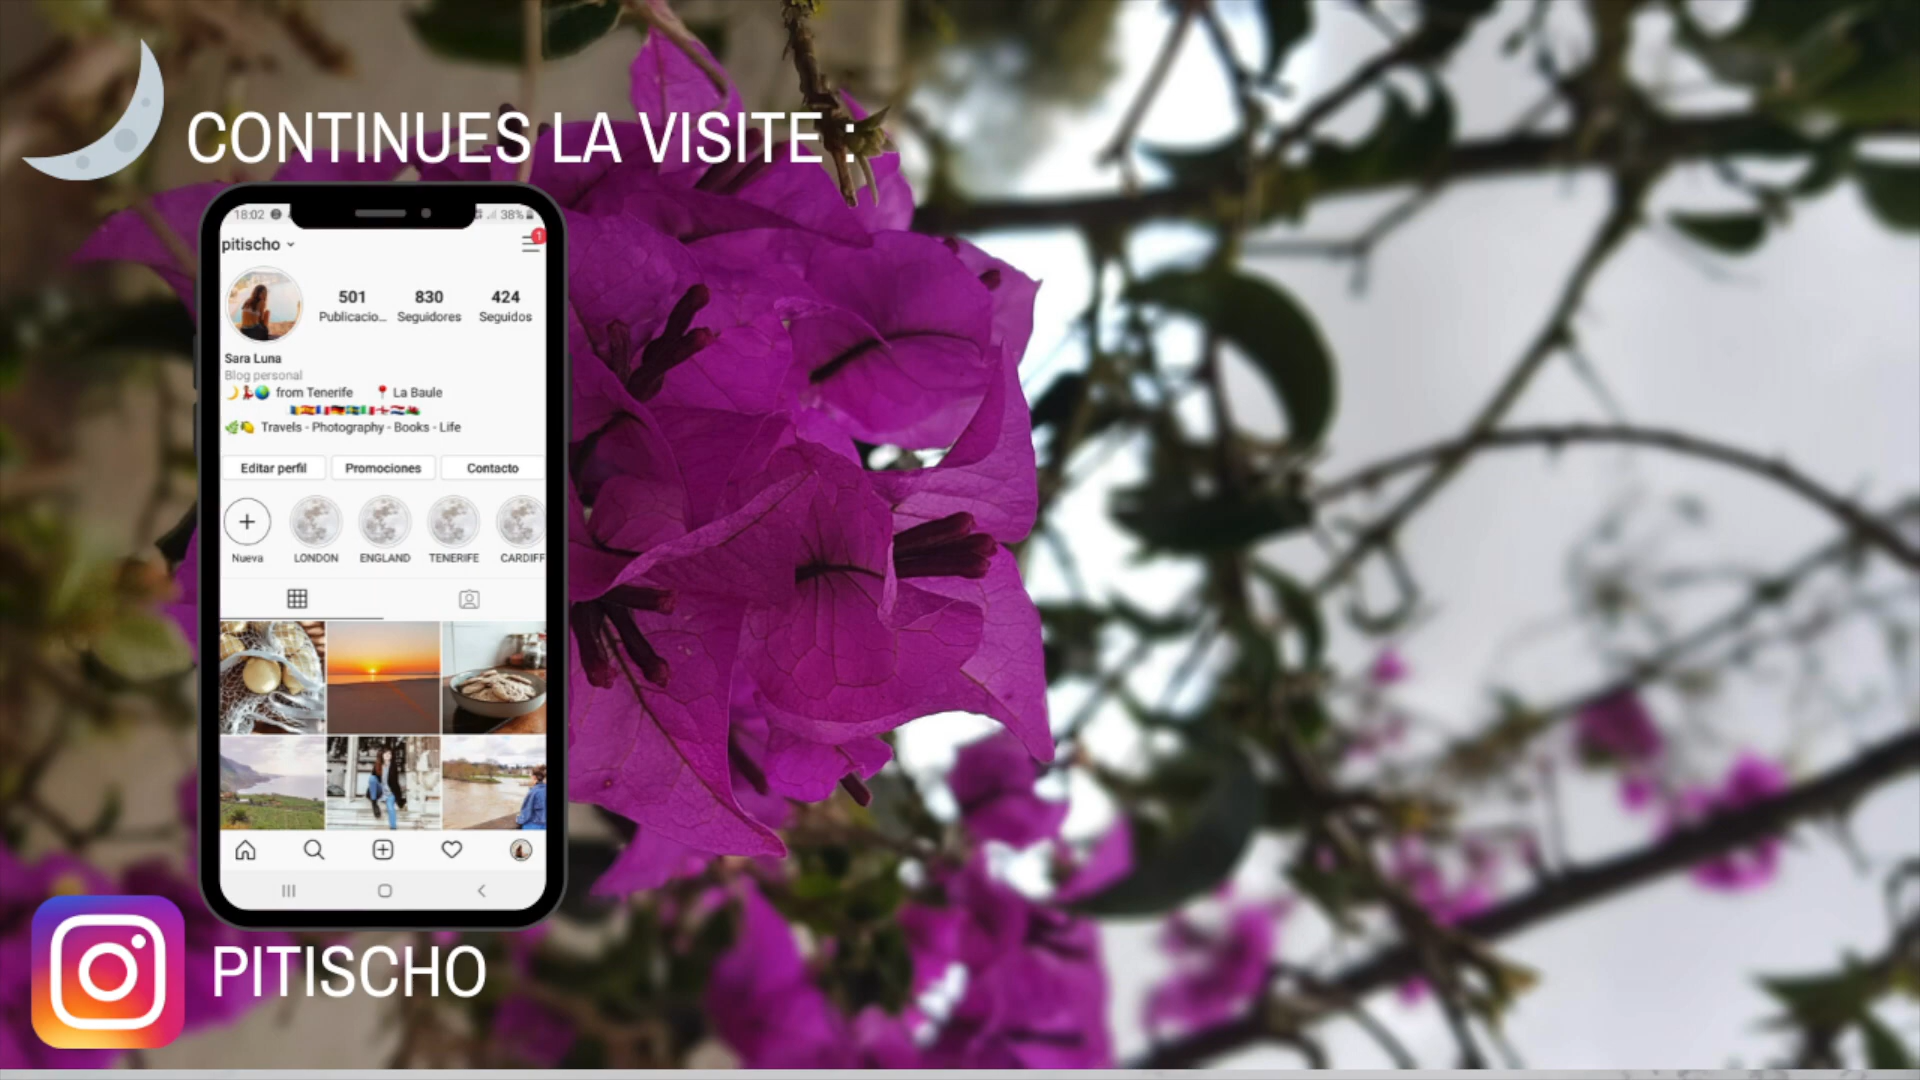 CONTINUES LA VISITE :
18:02 38%
pitischo
1
501 830 424
Publicacio... Seguidores Seguidos
Sara Luna
Blog personal
from Tenerife La Baule
Travels - Photography - Books - Life
Editar perfil Promociones Contacto
Nueva LONDON ENGLAND TENERIFE CARDIFF
PITISCHO